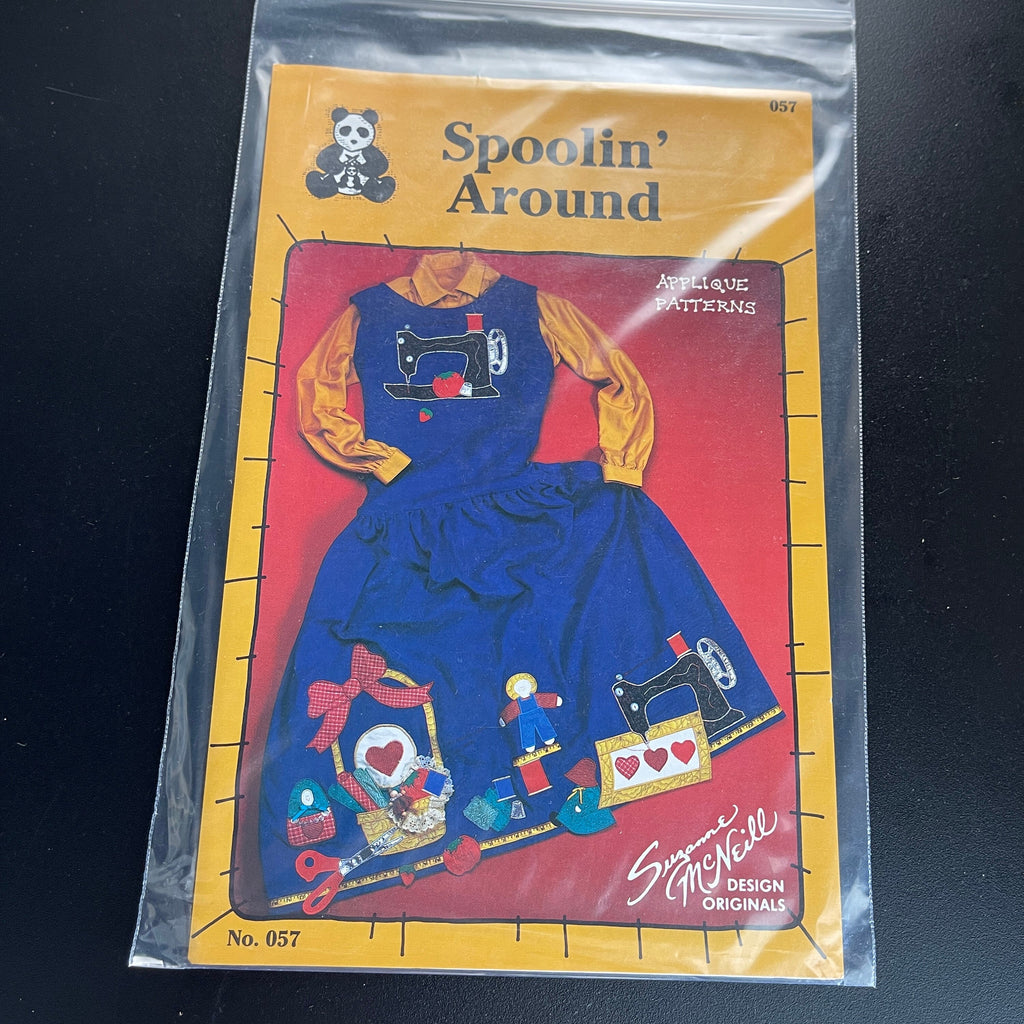 057
Spoolin'
Around
APPLIQUE
PATTERNS
Suzanne
McNeill
DESIGN
ORIGINALS
No. 057